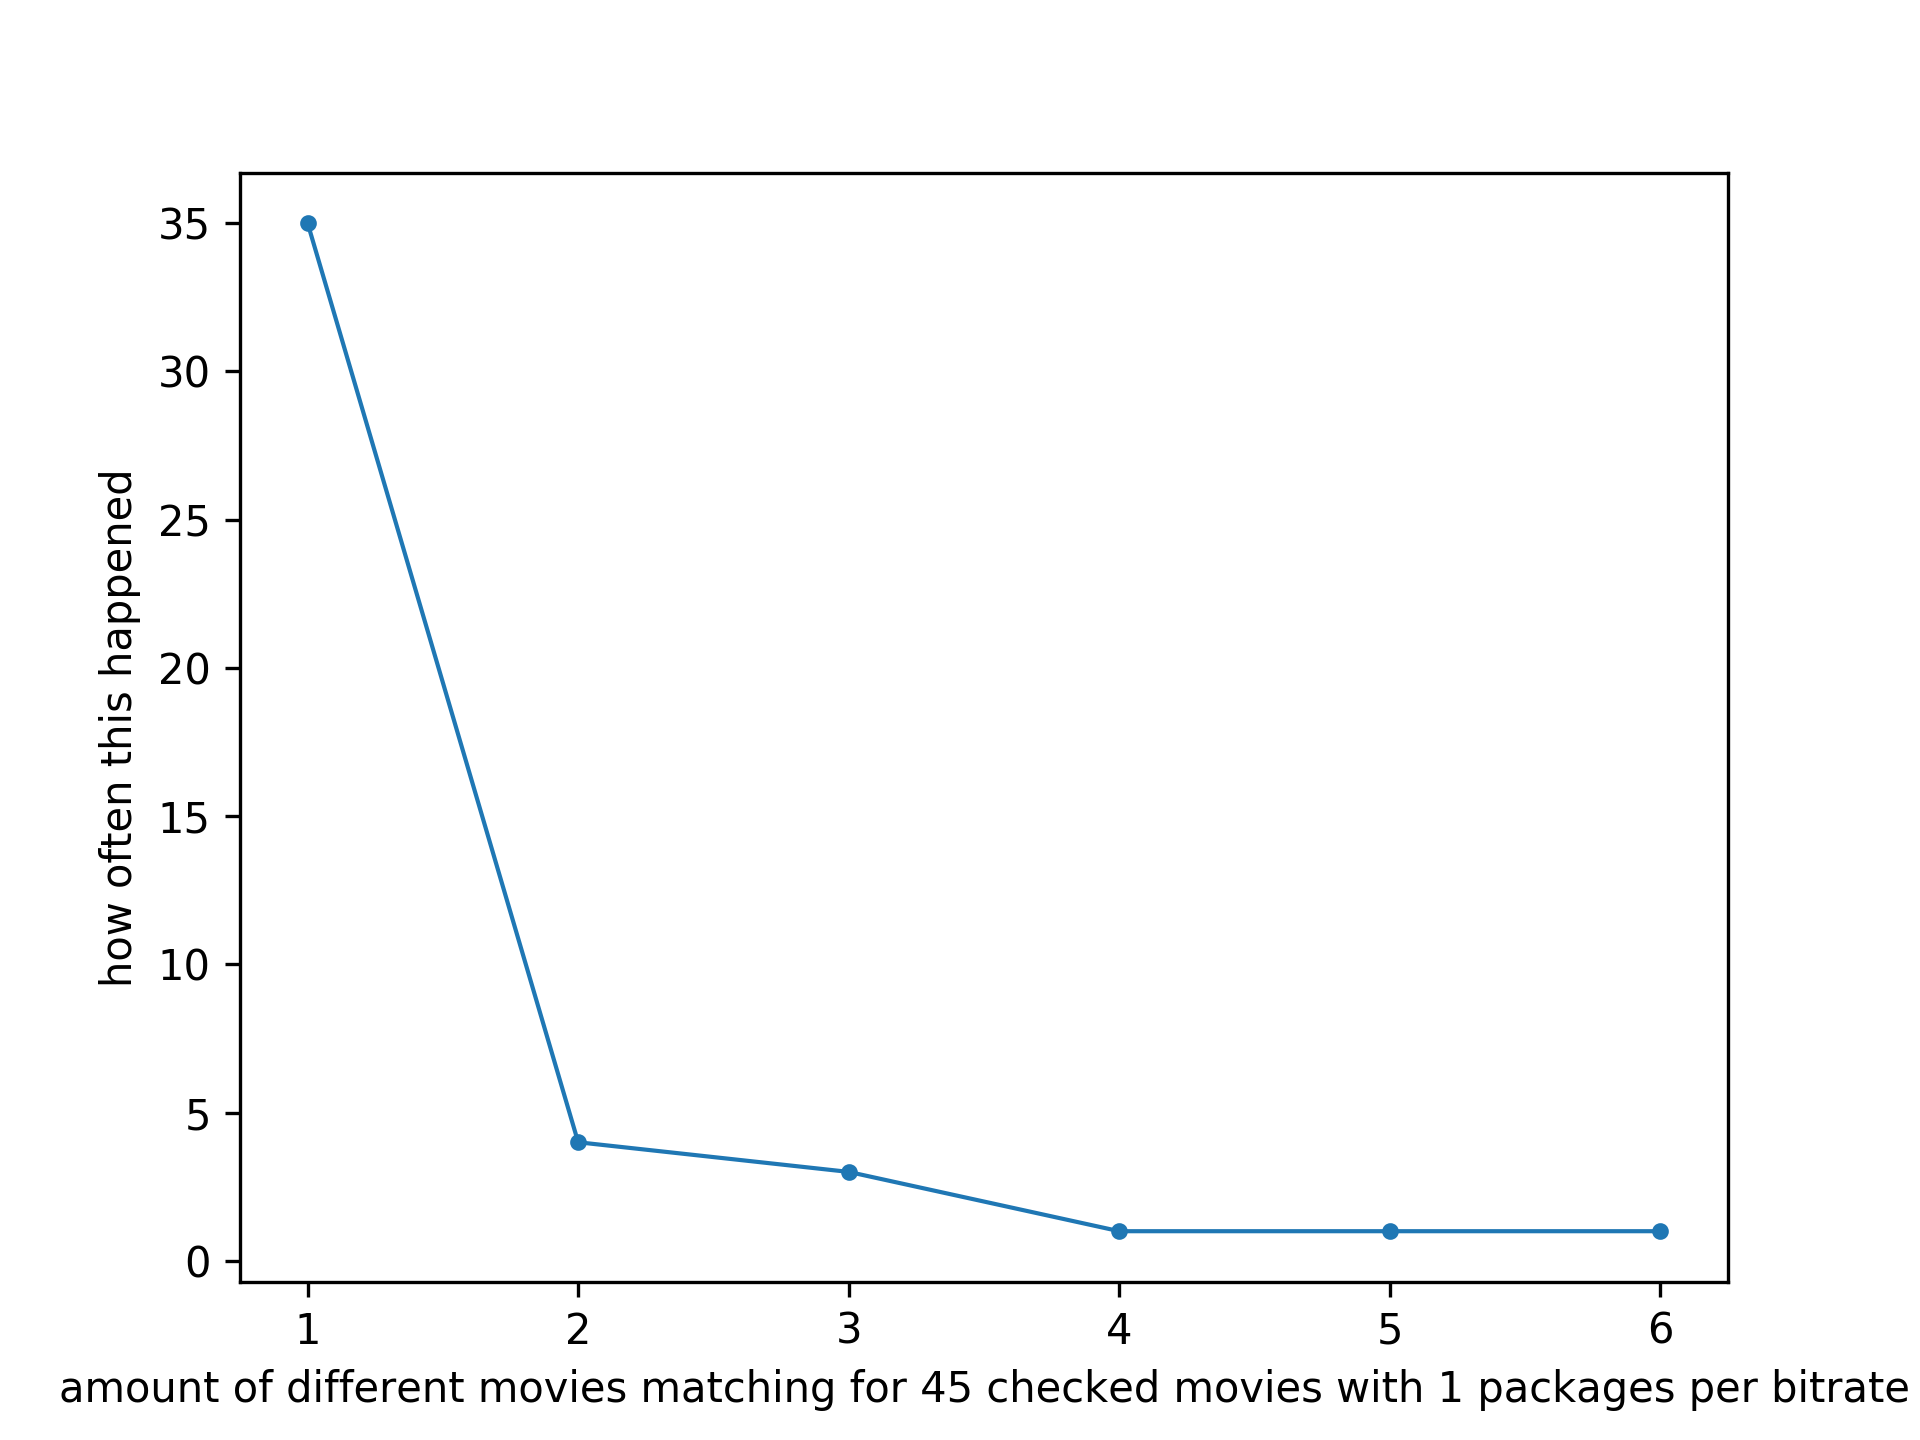 35
30
25
20
15
10
5
0
how often this happened
1 2 3 4 5 6
amount of different movies matching for 45 checked movies with 1 packages per bitrate